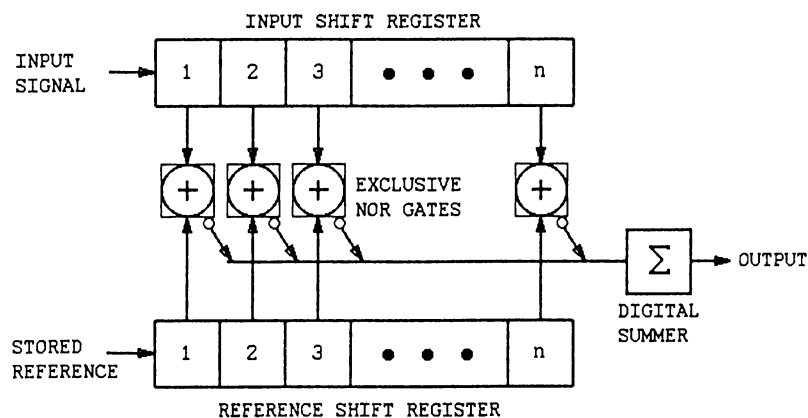 INPUT SHIFT REGISTER
INPUT
SIGNAL
1 2 3 • • • n
+ + + +
EXCLUSIVE
NOR GATES
Σ
OUTPUT
DIGITAL
SUMMER
STORED
REFERENCE
1 2 3 • • • n
REFERENCE SHIFT REGISTER